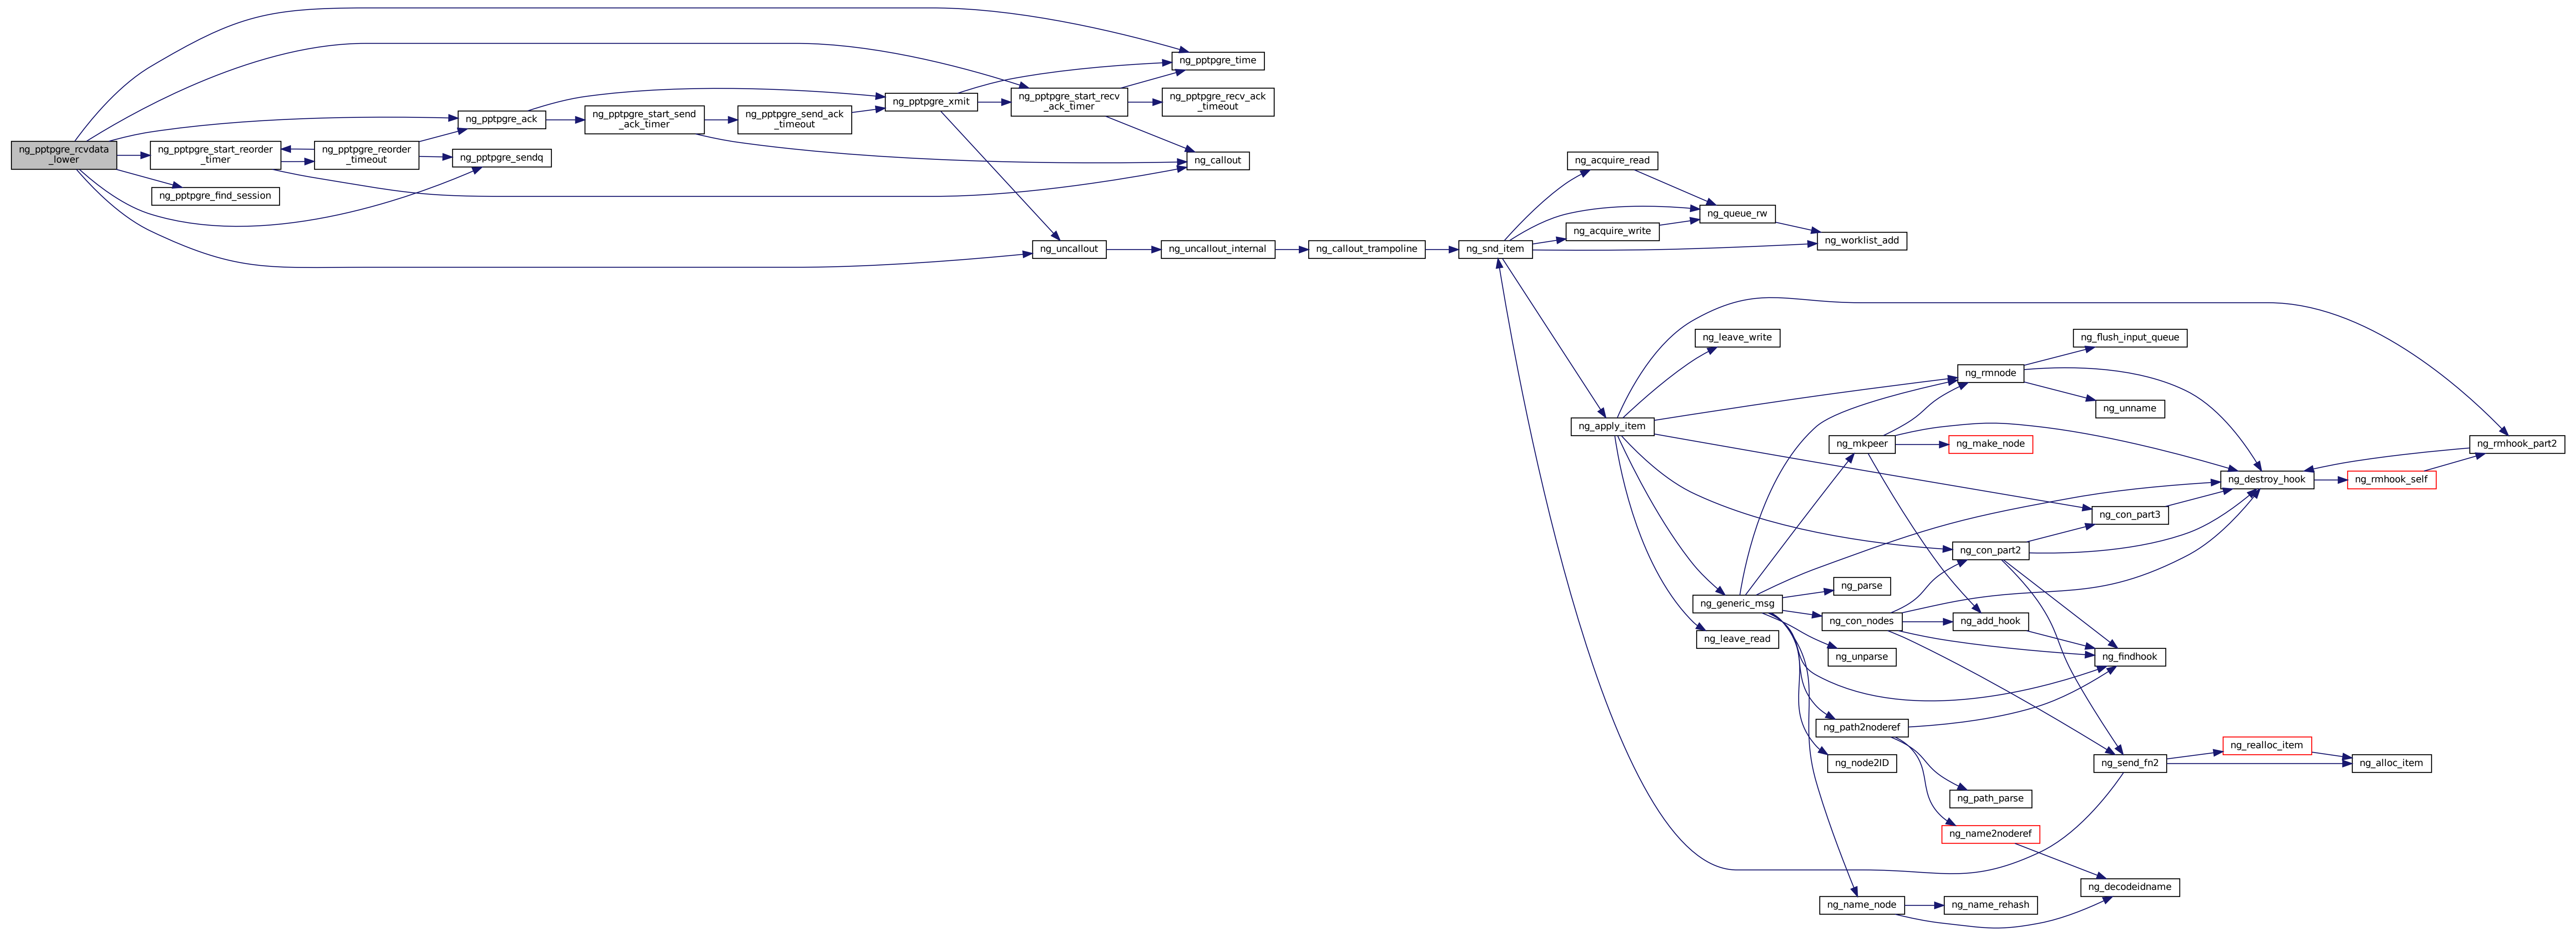 ng_pptpgre_rcvdata
_lower
ng_pptpgre_start_reorder
_timer
ng_pptpgre_find_session
ng_pptpgre_reorder
_timeout
ng_pptpgre_ack
ng_pptpgre_sendq
ng_pptpgre_start_send
_ack_timer
ng_pptpgre_send_ack
_timeout
ng_pptpgre_xmit
ng_pptpgre_start_recv
_ack_timer
ng_uncallout
ng_pptpgre_time
ng_pptpgre_recv_ack
_timeout
ng_callout
ng_uncallout_internal
ng_callout_trampoline
ng_snd_item
ng_acquire_read
ng_acquire_write
ng_queue_rw
ng_worklist_add
ng_apply_item
ng_leave_write
ng_generic_msg
ng_leave_read
ng_mkpeer
ng_parse
ng_con_nodes
ng_unparse
ng_path2noderef
ng_node2ID
ng_name_node
ng_rmnode
ng_make_node
ng_con_part2
ng_add_hook
ng_path_parse
ng_name2noderef
ng_name_rehash
ng_flush_input_queue
ng_unname
ng_con_part3
ng_findhook
ng_send_fn2
ng_decodeidname
ng_destroy_hook
ng_realloc_item
ng_rmhook_self
ng_alloc_item
ng_rmhook_part2